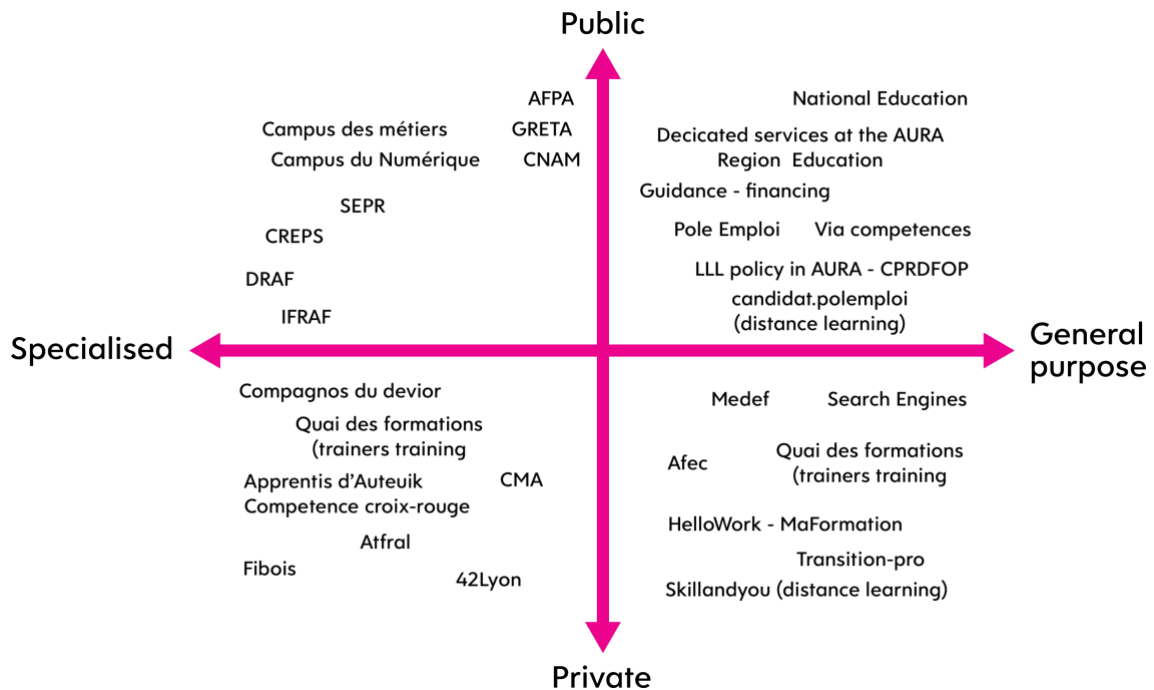 Public
AFPA
National Education
Campus des métiers
GRETA
Decicated services at the AURA
Region Education
Campus du Numérique
CNAM
Guidance - financing
SEPR
Pole Emploi
Via competences
CREPS
LLL policy in AURA - CPRDFOP
DRAF
candidat.polemploi
(distance learning)
IFRAF
Specialised
General
purpose
Compagnos du devior
Medef
Search Engines
Quai des formations
(trainers training
Afec
Quai des formations
(trainers training
Apprentis d'Auteuik
CMA
Competence croix-rouge
HelloWork - MaFormation
Atfral
Transition-pro
Fibois
42Lyon
Skillandyou (distance learning)
Private